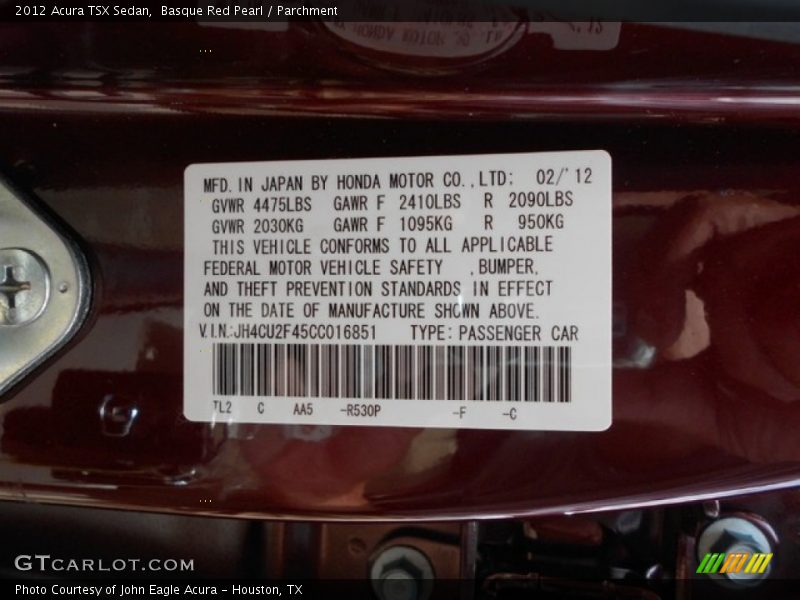 2012 Acura TSX Sedan, Basque Red Pearl / Parchment
MFD. IN JAPAN BY HONDA MOTOR CO., LTD: 02/'12
GVWR 4475LBS GAWR F 2410LBS R 2090LBS
GVWR 2030KG GAWR F 1095KG R 950KG
THIS VEHICLE CONFORMS TO ALL APPLICABLE
FEDERAL MOTOR VEHICLE SAFETY , BUMPER,
AND THEFT PREVENTION STANDARDS IN EFFECT
ON THE DATE OF MANUFACTURE SHOWN ABOVE.
V.I.N.:JH4CU2F45CC016851 TYPE: PASSENGER CAR
TL2 C AA5 -R530P -F -C
GTCARLOT.COM
Photo Courtesy of John Eagle Acura - Houston, TX